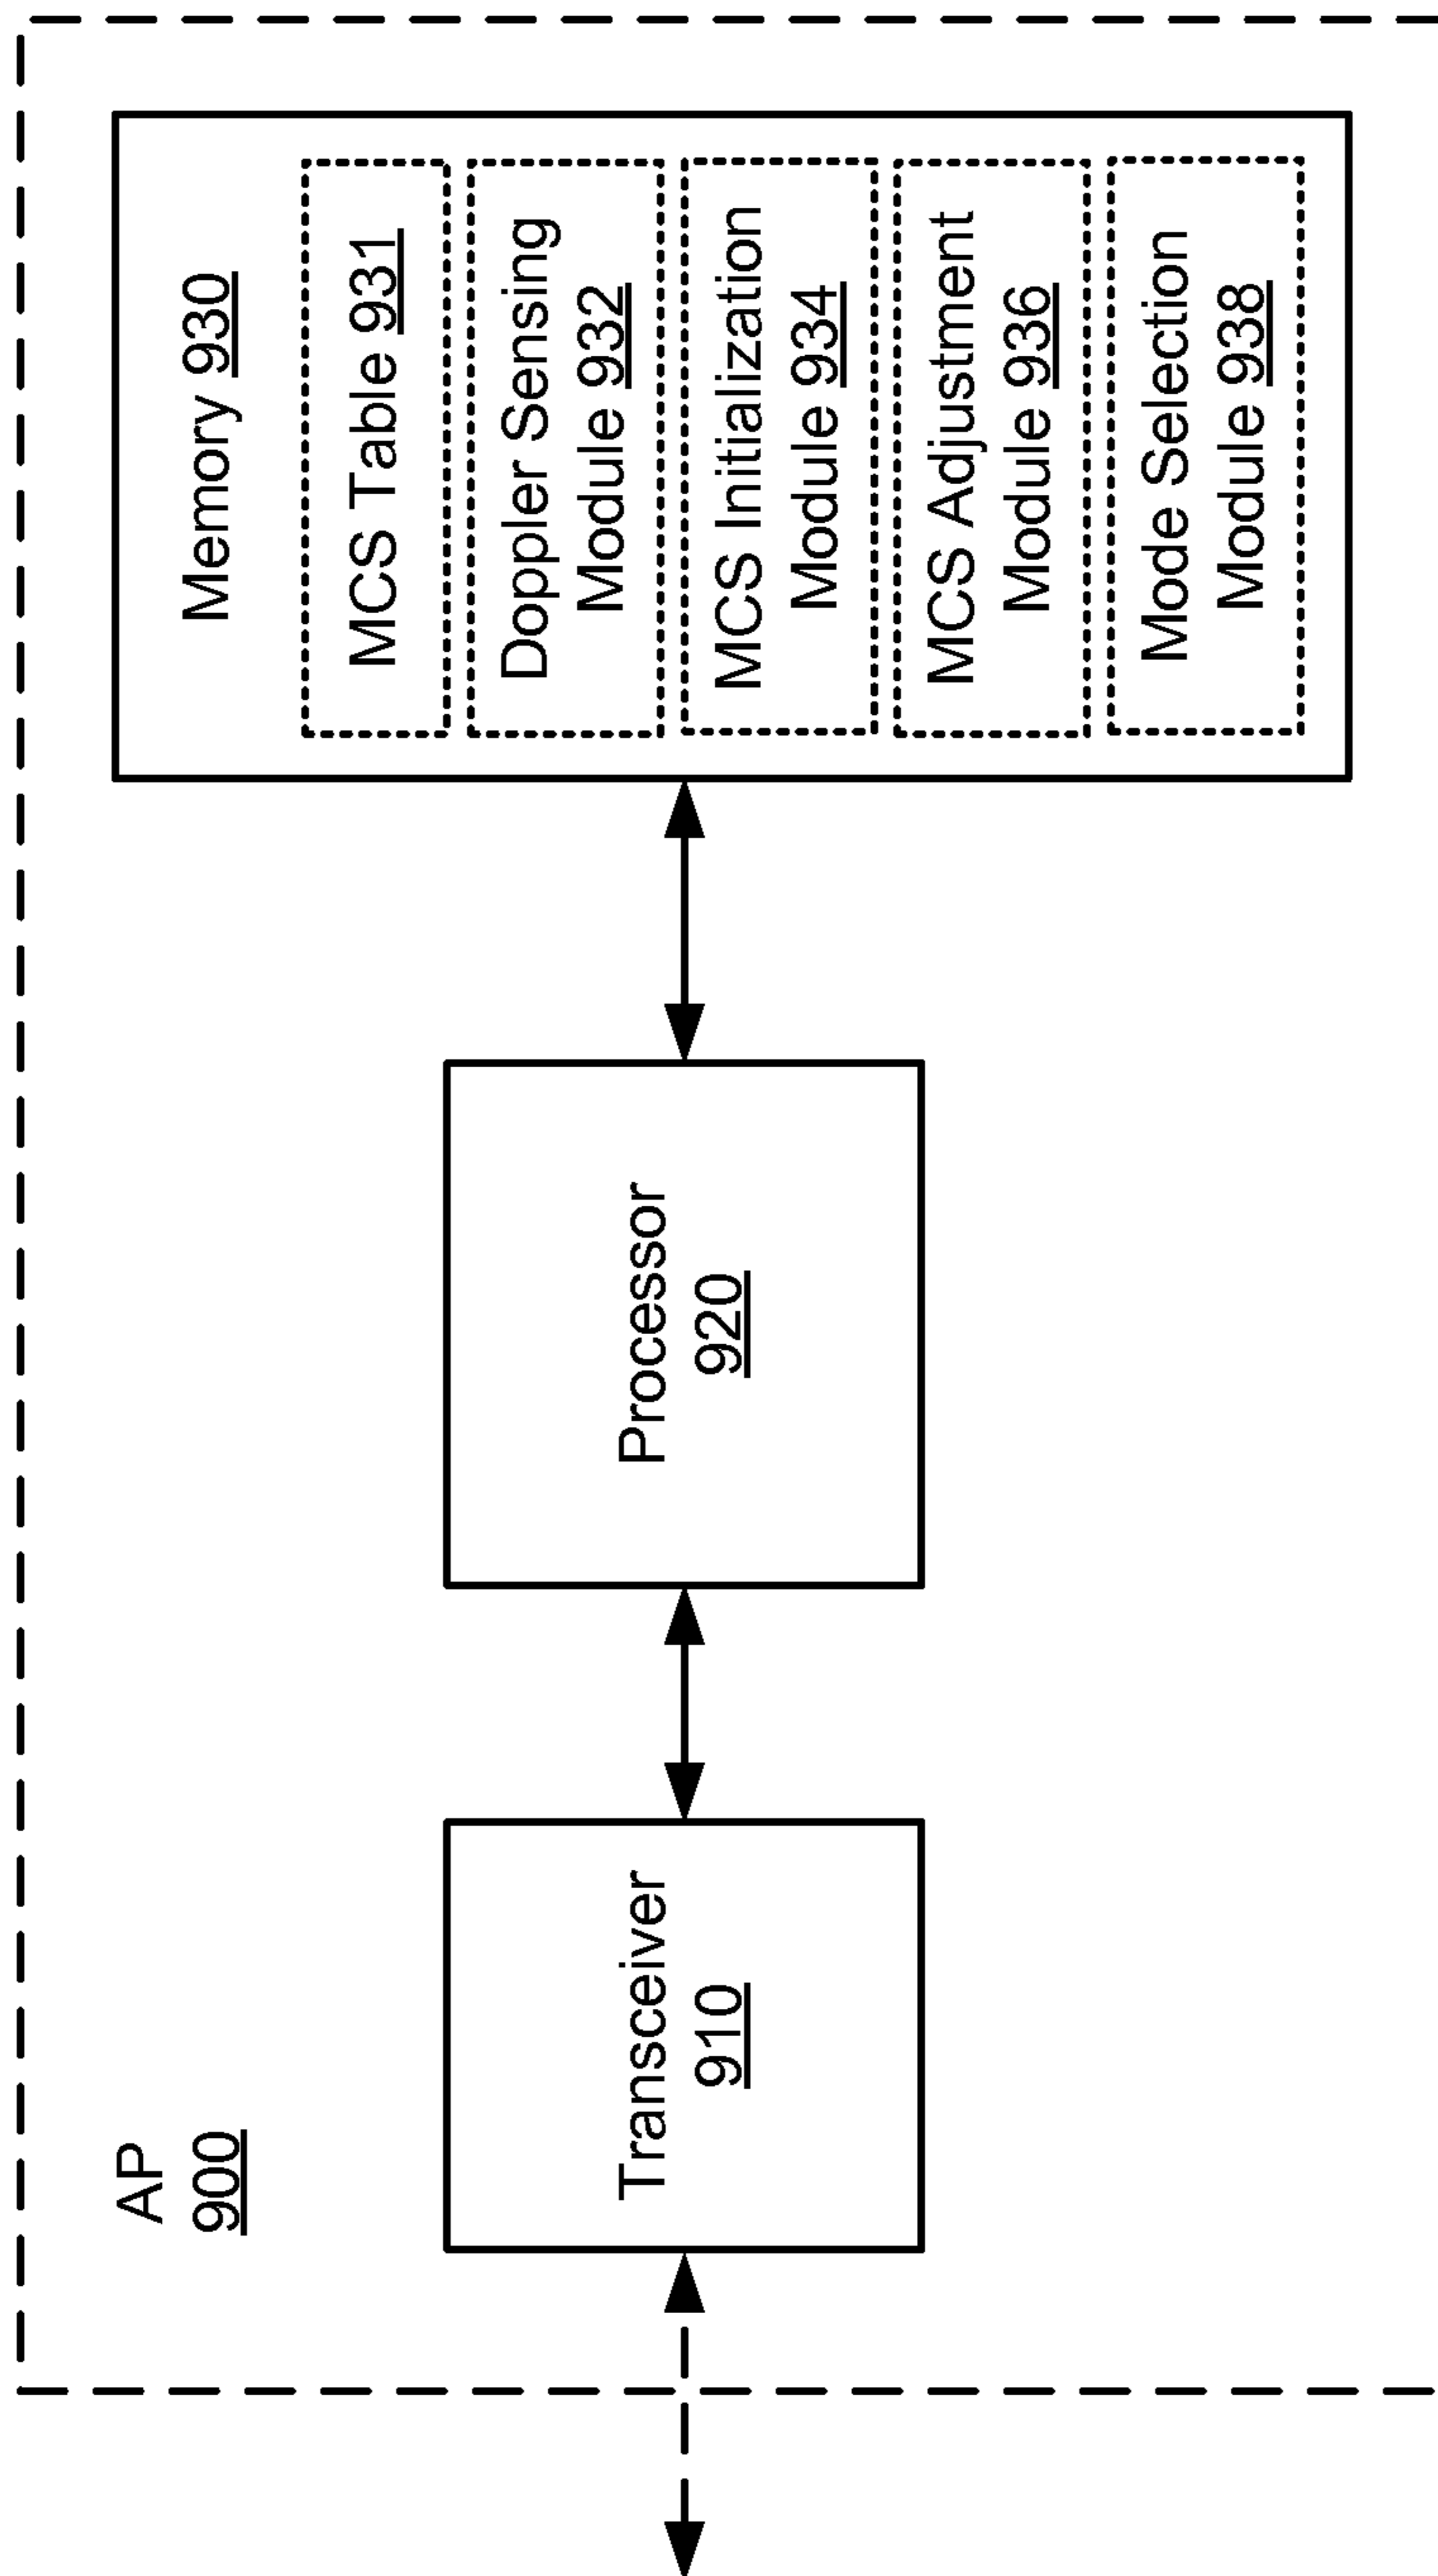 AP
900
Transceiver
910
Processor
920
Memory 930
MCS Table 931
Doppler Sensing
Module 932
MCS Initialization
Module 934
MCS Adjustment
Module 936
Mode Selection
Module 938